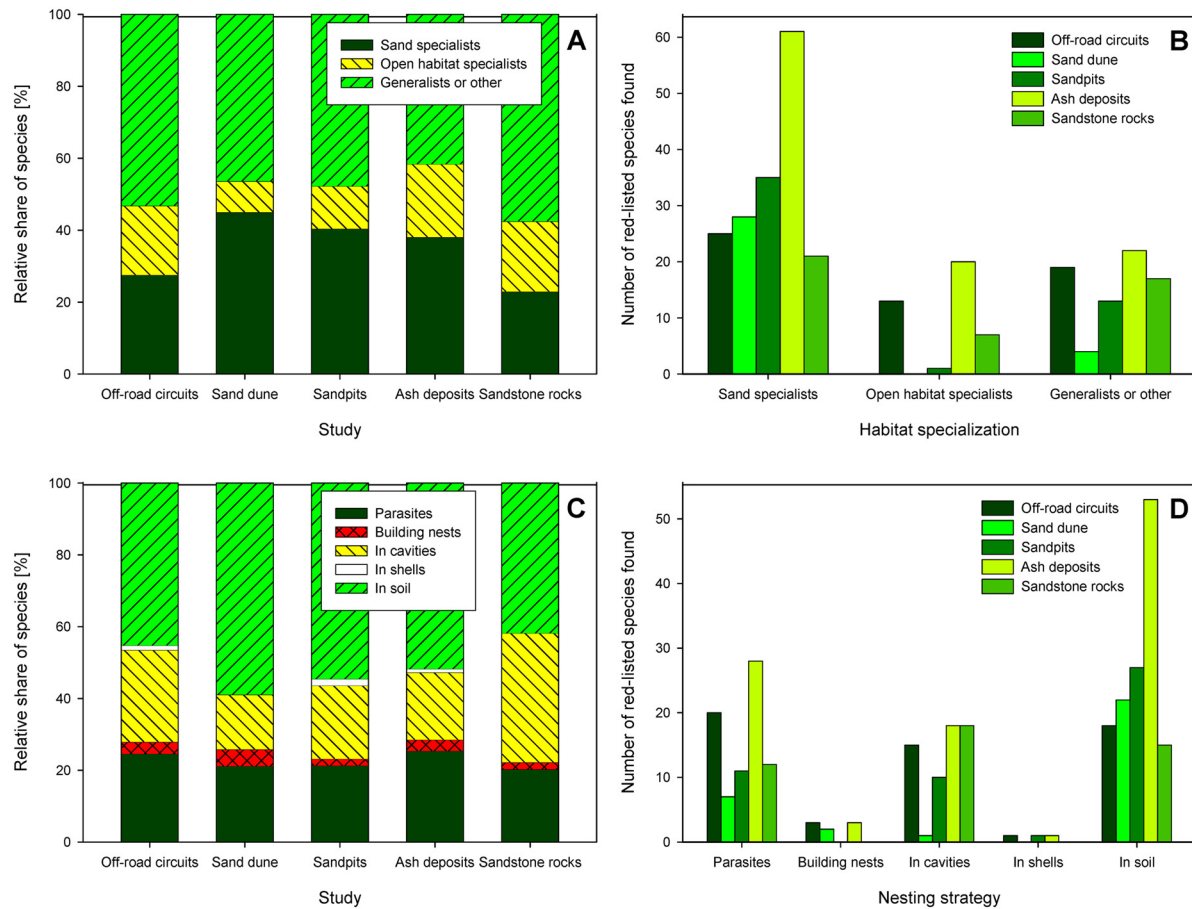 A
Relative share of species [%]
100
80
60
40
20
0
Sand specialists
Open habitat specialists
Generalists or other
Off-road circuits Sand dune Sandpits Ash deposits Sandstone rocks
Study
B
Number of red-listed species found
60
50
40
30
20
10
0
Off-road circuits
Sand dune
Sandpits
Ash deposits
Sandstone rocks
Sand specialists Open habitat specialists Generalists or other
Habitat specialization
C
Relative share of species [%]
100
80
60
40
20
0
Parasites
Building nests
In cavities
In shells
In soil
Off-road circuits Sand dune Sandpits Ash deposits Sandstone rocks
Study
D
Number of red-listed species found
50
40
30
20
10
0
Off-road circuits
Sand dune
Sandpits
Ash deposits
Sandstone rocks
Parasites Building nests In cavities In shells In soil
Nesting strategy